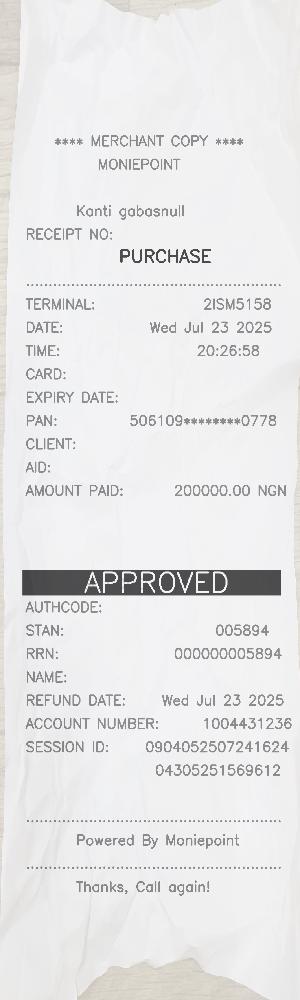 **** MERCHANT COPY ****
MONIEPOINT
Kanti gabasnull
RECEIPT NO:
PURCHASE
TERMINAL: 2ISM5158
DATE: Wed Jul 23 2025
TIME: 20:26:58
CARD:
EXPIRY DATE:
PAN: 506109********0778
CLIENT:
AID:
AMOUNT PAID: 200000.00 NGN
APPROVED
AUTHCODE:
STAN: 005894
RRN: 000000005894
NAME:
REFUND DATE: Wed Jul 23 2025
ACCOUNT NUMBER: 1004431236
SESSION ID: 0904052507241624
04305251569612
Powered By Moniepoint
Thanks, Call again!